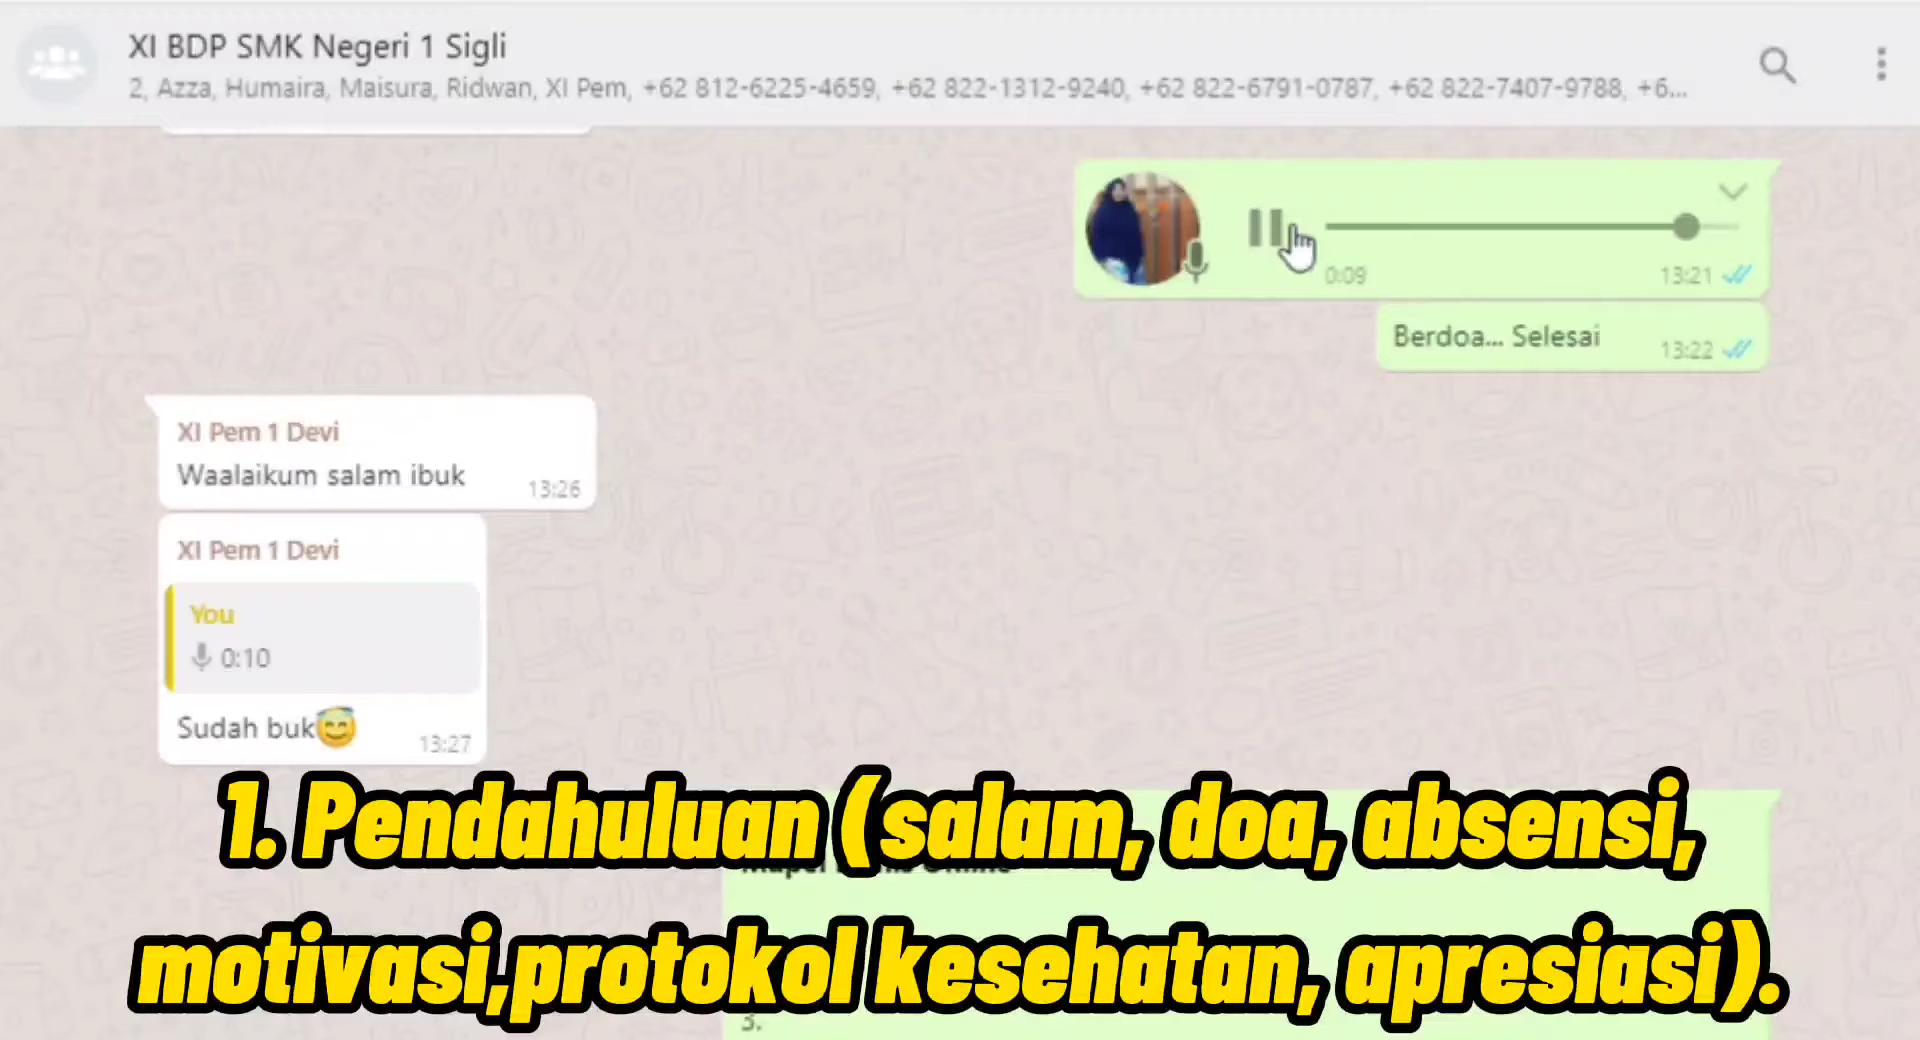 XI BDP SMK Negeri 1 Sigli
2, Azza, Humaira, Maisura, Ridwan, XI Pem, +62 812-6225-4659, +62 822-1312-9240, +62 822-6791-0787, +62 822-7407-9788, +6...
0:09
13:21
Berdoa... Selesai
13:22
XI Pem 1 Devi
Waalaikum salam ibuk
13:26
XI Pem 1 Devi
You
0:10
Sudah buk😇
13:27
1. Pendahuluan (salam, doa, absensi,
motivasi,protokol kesehatan, apresiasi).
3.